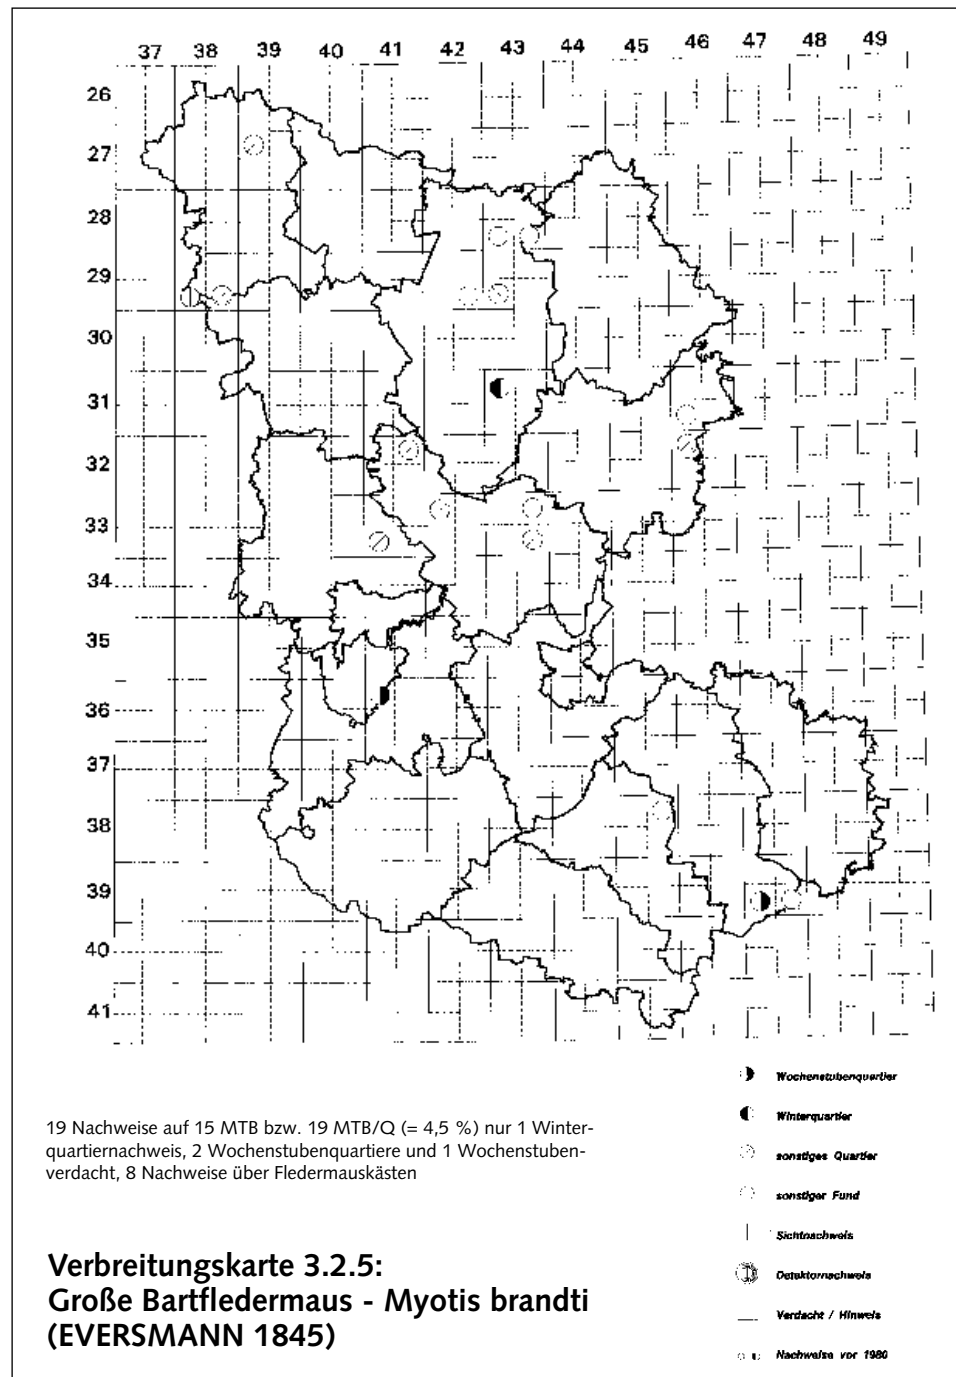 37 38 39 40 41 42 43 44 45 46 47 48 49
26
27
28
29
30
31
32
33
34
35
36
37
38
39
40
41
Wochenstubenquartier
Winterquartier
sonstiges Quartier
sonstiger Fund
Sichtnachweis
Detektornachweis
Verdacht / Hinweis
Nachweise vor 1980
19 Nachweise auf 15 MTB bzw. 19 MTB/Q (= 4,5 %) nur 1 Winter-
quartiernachweis, 2 Wochenstubenquartiere und 1 Wochenstuben-
verdacht, 8 Nachweise über Fledermauskästen
Verbreitungskarte 3.2.5:
Große Bartfledermaus - Myotis brandti
(EVERSMANN 1845)